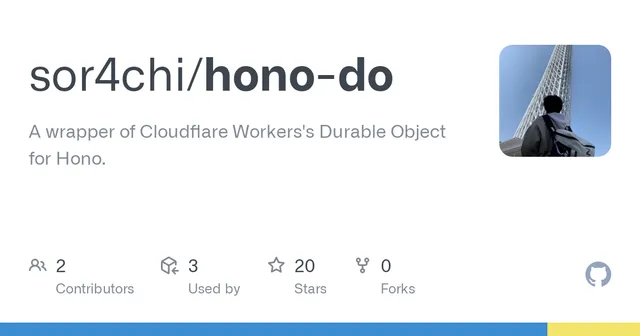 sor4chi/hono-do
A wrapper of Cloudflare Workers's Durable Object
for Hono.
2 3 20 0
Contributors Used by Stars Forks